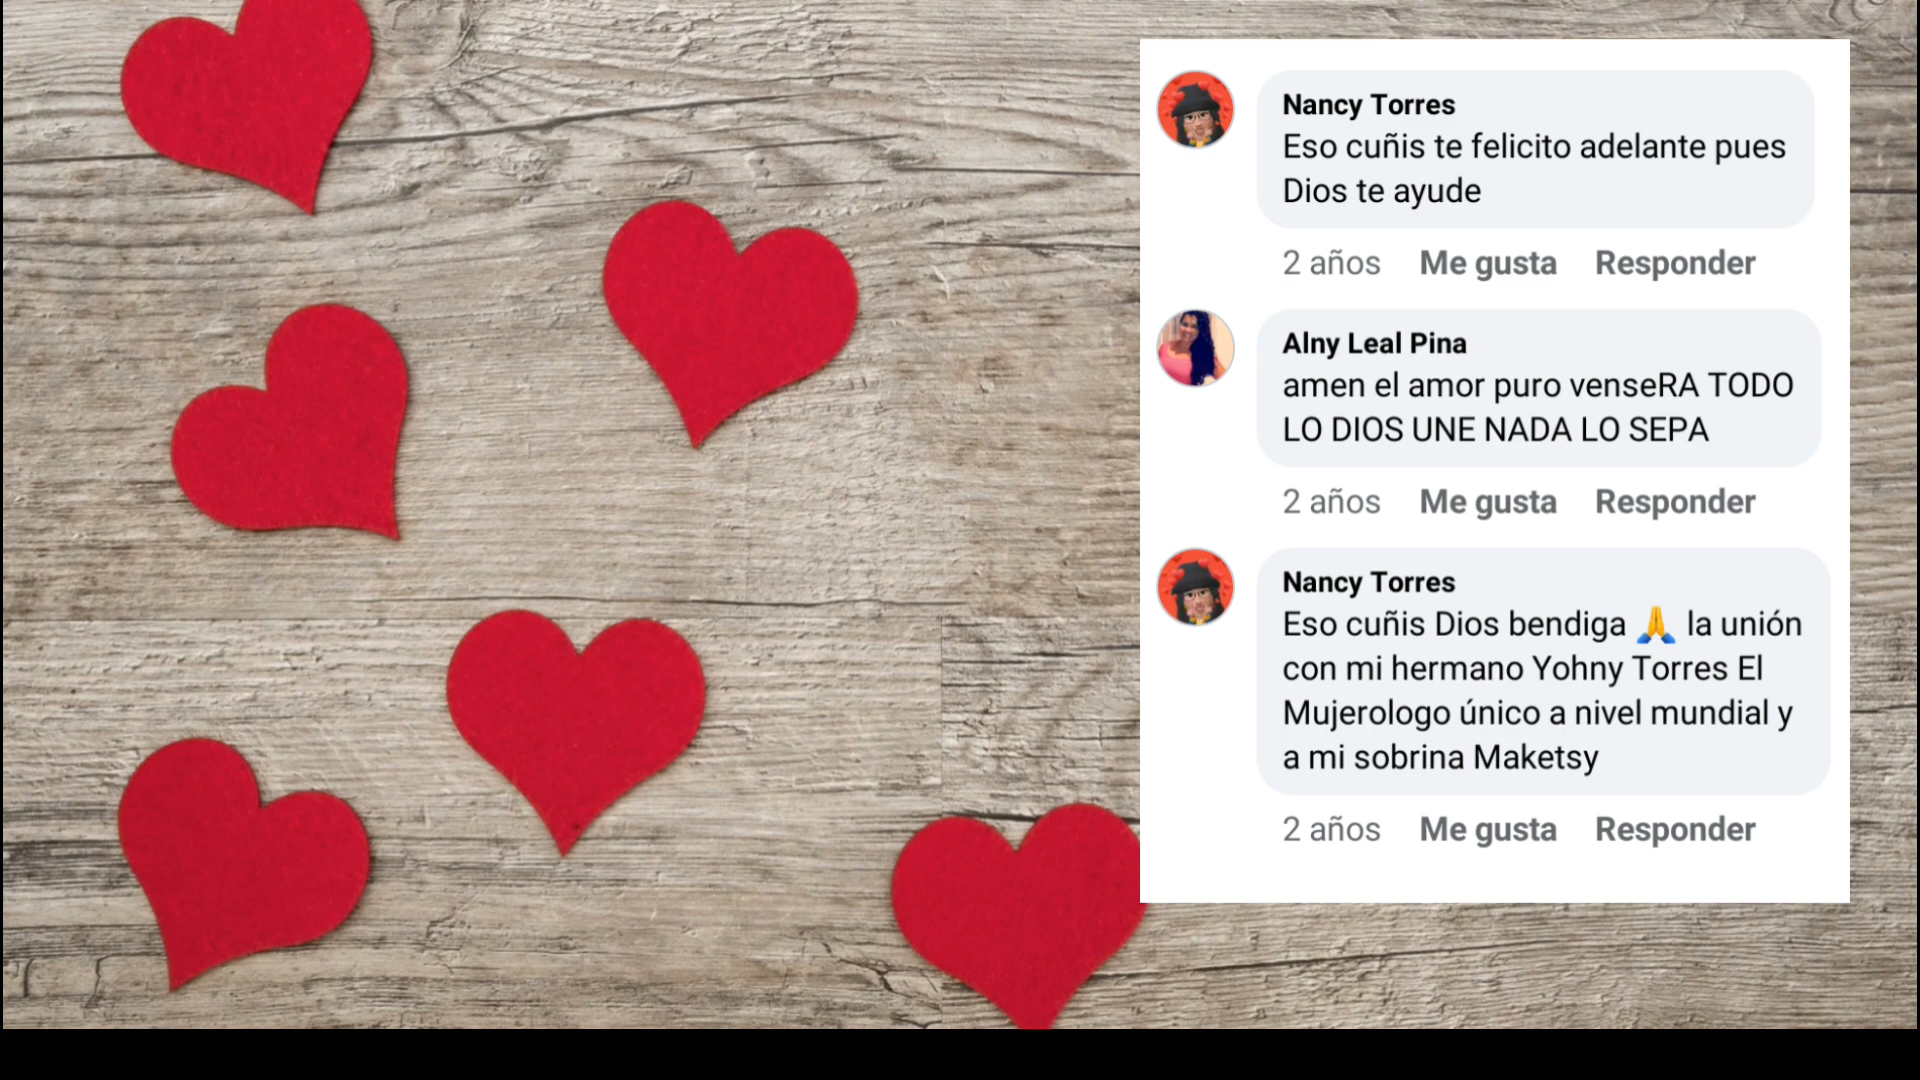 Nancy Torres
Eso cuñis te felicito adelante pues
Dios te ayude
2 años Me gusta Responder
Alny Leal Pina
amen el amor puro venseRA TODO
LO DIOS UNE NADA LO SEPA
2 años Me gusta Responder
Nancy Torres
Eso cuñis Dios bendiga 🙏 la unión
con mi hermano Yohny Torres El
Mujerologo único a nivel mundial y
a mi sobrina Maketsy
2 años Me gusta Responder